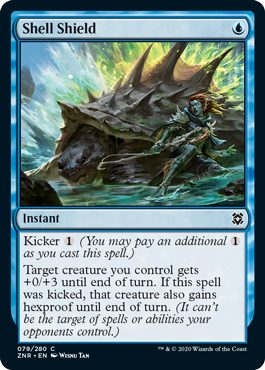 Shell Shield
Instant
Kicker 1 (You may pay an additional 1
as you cast this spell.)
Target creature you control gets
+0/+3 until end of turn. If this spell
was kicked, that creature also gains
hexproof until end of turn. (It can't
be the target of spells or abilities your
opponents control.)
079/280 C
ZNR • EN Wisnu Tan
™ & © 2020 Wizards of the Coast